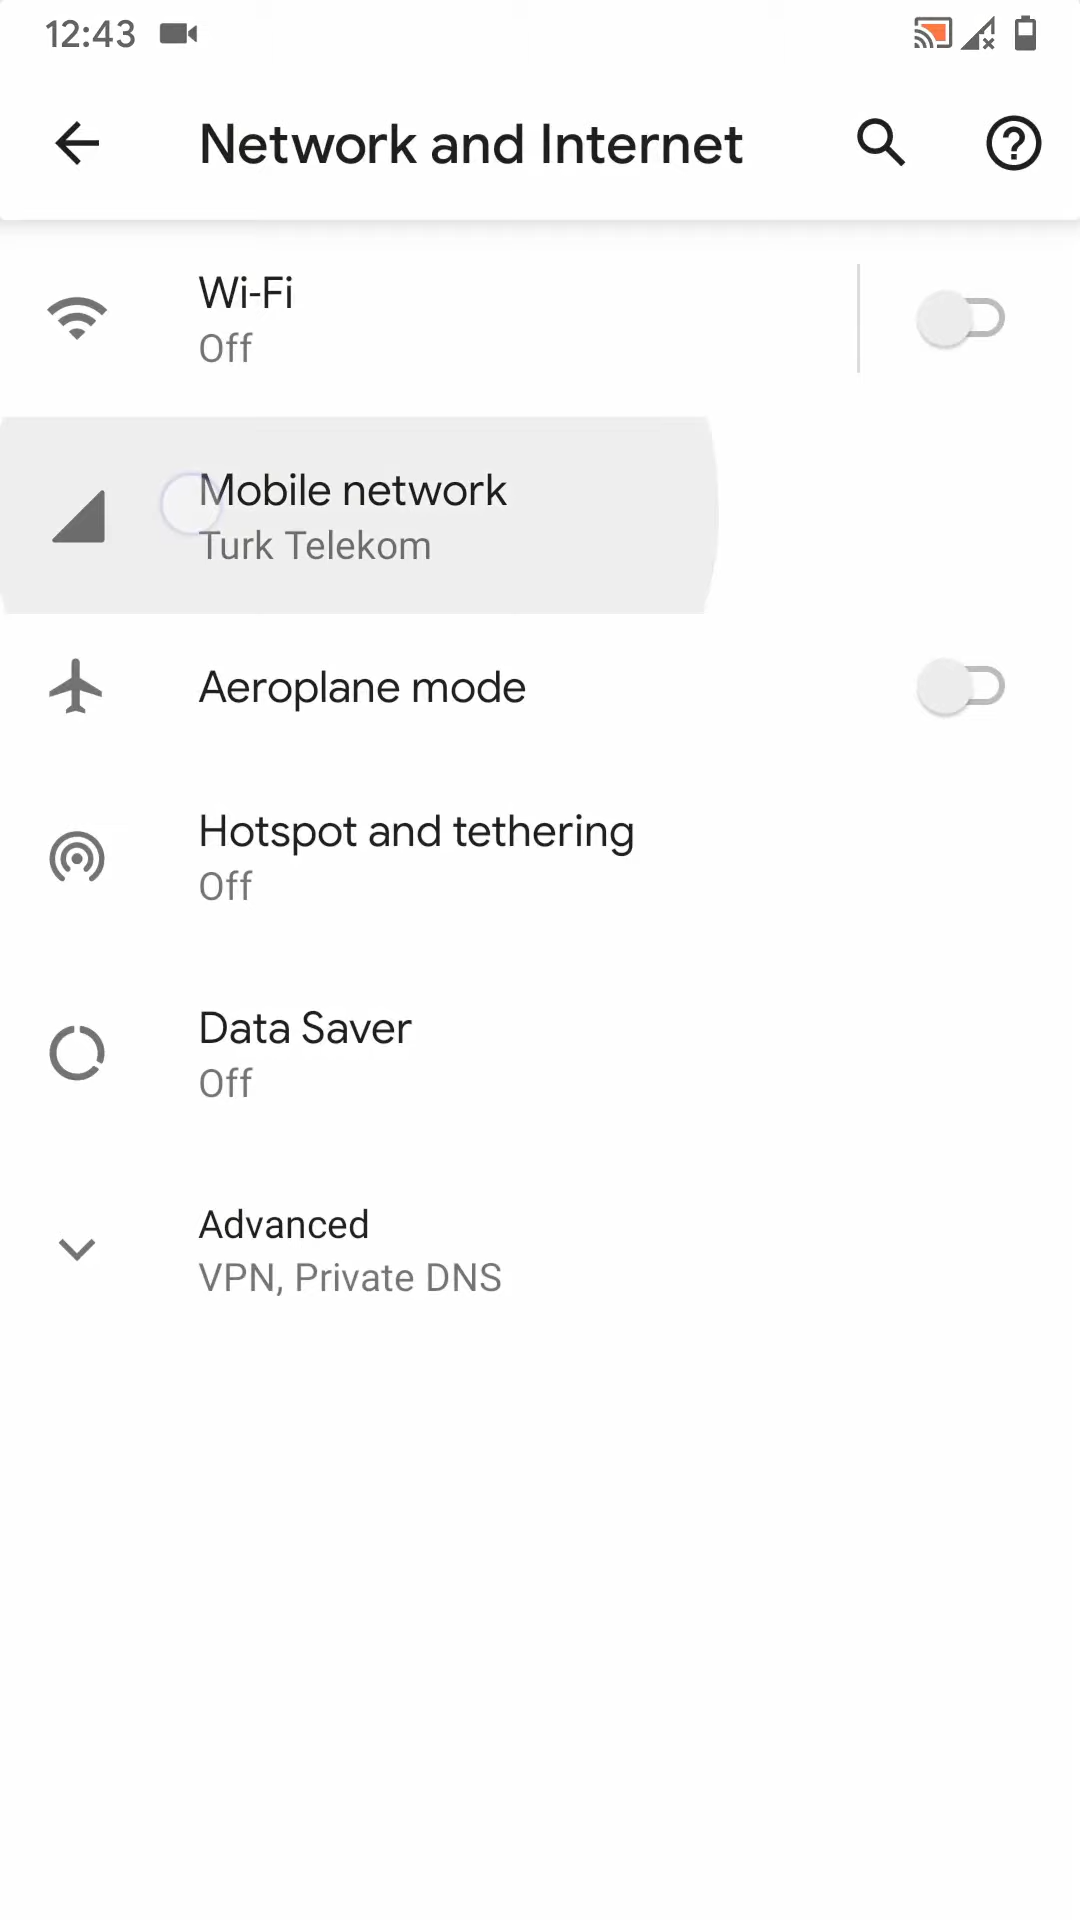 12:43
Network and Internet
Wi-Fi
Off
Mobile network
Turk Telekom
Aeroplane mode
Hotspot and tethering
Off
Data Saver
Off
Advanced
VPN, Private DNS